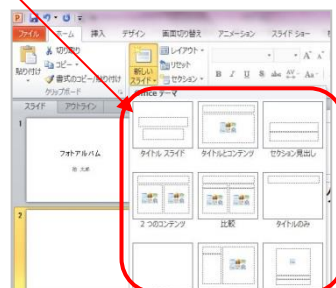 ファイル ホーム 挿入 デザイン 画面切り替え アニメーション スライド ショー
切り取り
コピー
書式のコピー/貼り付け
貼り付け
クリップボード
新しい
スライド
レイアウト
リセット
セクション
B I U S abc AV Aa
Office テーマ
スライド アウトライン
1
フォトアルバム
2
タイトル スライド タイトルとコンテンツ セクション見出し
2 つのコンテンツ 比較 タイトルのみ